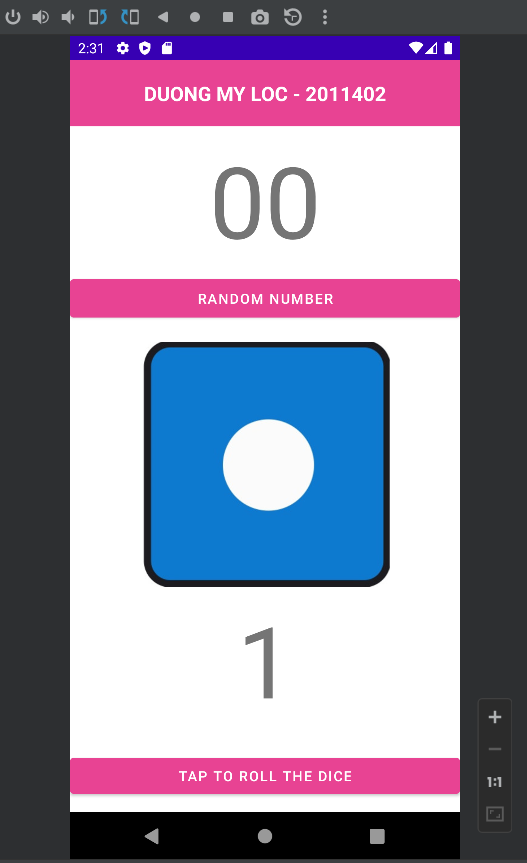 2:31
DUONG MY LOC - 2011402
00
RANDOM NUMBER
1
TAP TO ROLL THE DICE
1:1